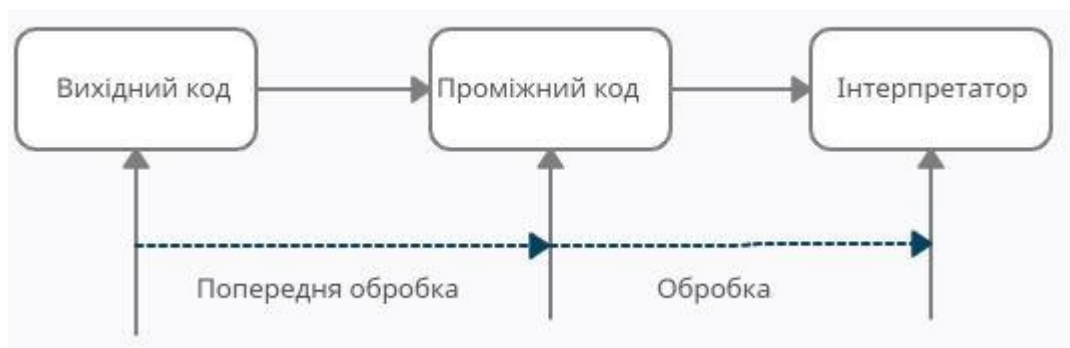 Вихідний код
Проміжний код
Інтерпретатор
Попередня обробка
Обробка